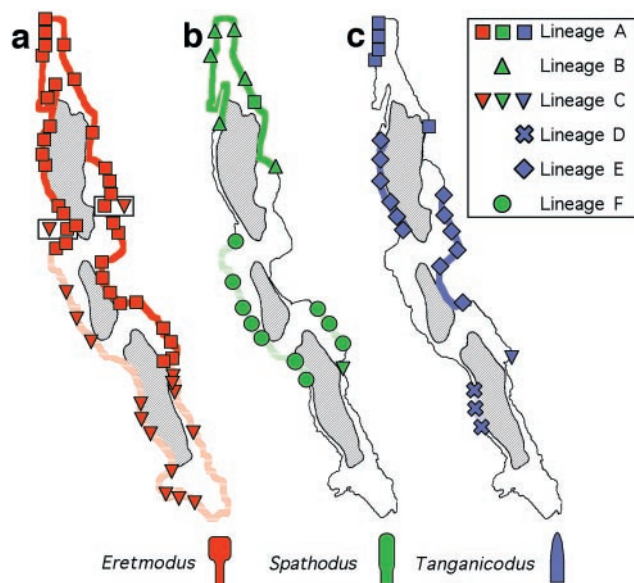 a
b
c
Lineage A
Lineage B
Lineage C
Lineage D
Lineage E
Lineage F
Eretmodus
Spathodus
Tanganicodus